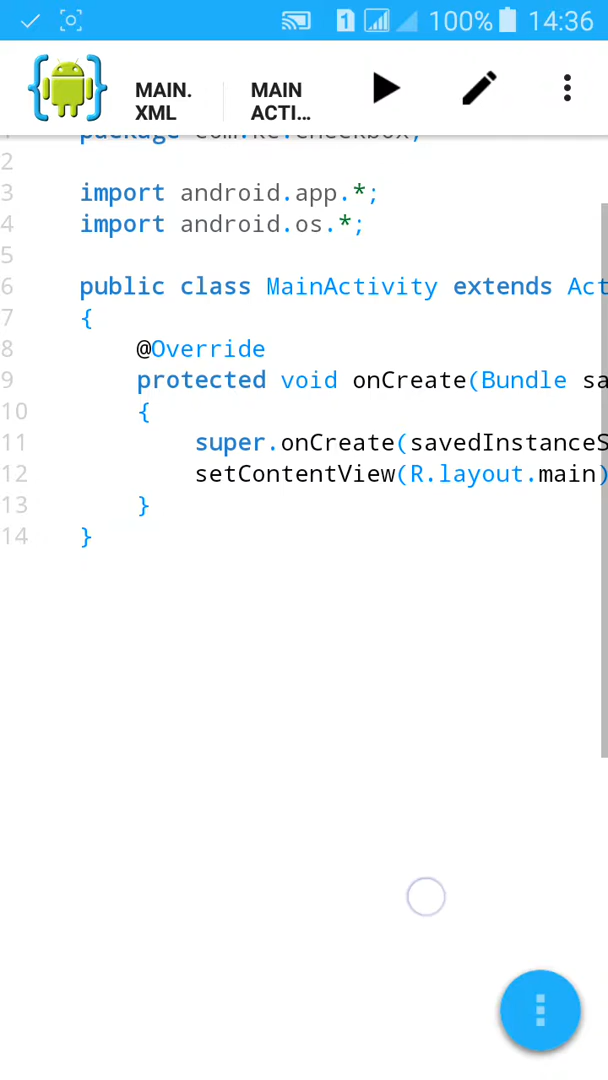 100% 14:36
MAIN. XML
MAIN ACTI...
2
3 import android.app.*;
4 import android.os.*;
5
6 public class MainActivity extends Act
7 {
8 @Override
9 protected void onCreate(Bundle sa
10 {
11 super.onCreate(savedInstanceS
12 setContentView(R.layout.main)
13 }
14 }